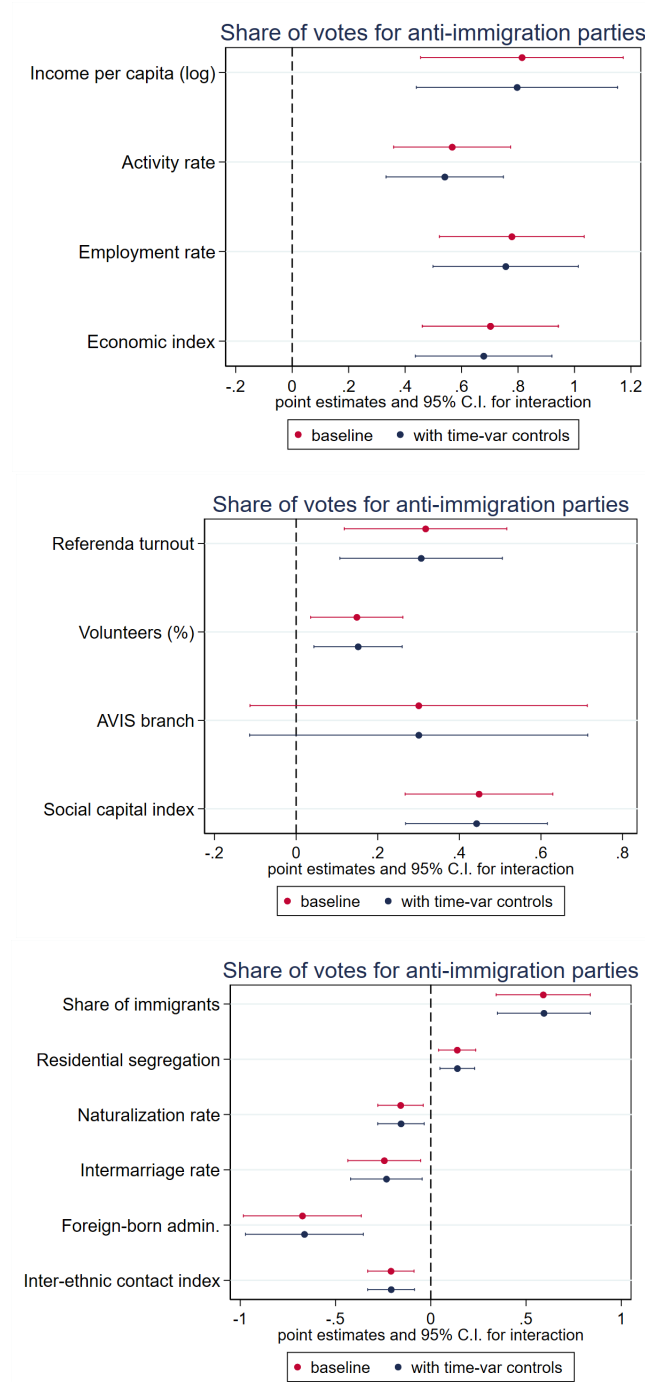 Share of votes for anti-immigration parties
Income per capita (log)
Activity rate
Employment rate
Economic index
-.2 0 .2 .4 .6 .8 1 1.2
point estimates and 95% C.I. for interaction
baseline with time-var controls
Share of votes for anti-immigration parties
Referenda turnout
Volunteers (%)
AVIS branch
Social capital index
-.2 0 .2 .4 .6 .8
point estimates and 95% C.I. for interaction
baseline with time-var controls
Share of votes for anti-immigration parties
Share of immigrants
Residential segregation
Naturalization rate
Intermarriage rate
Foreign-born admin.
Inter-ethnic contact index
-1 -.5 0 .5 1
point estimates and 95% C.I. for interaction
baseline with time-var controls